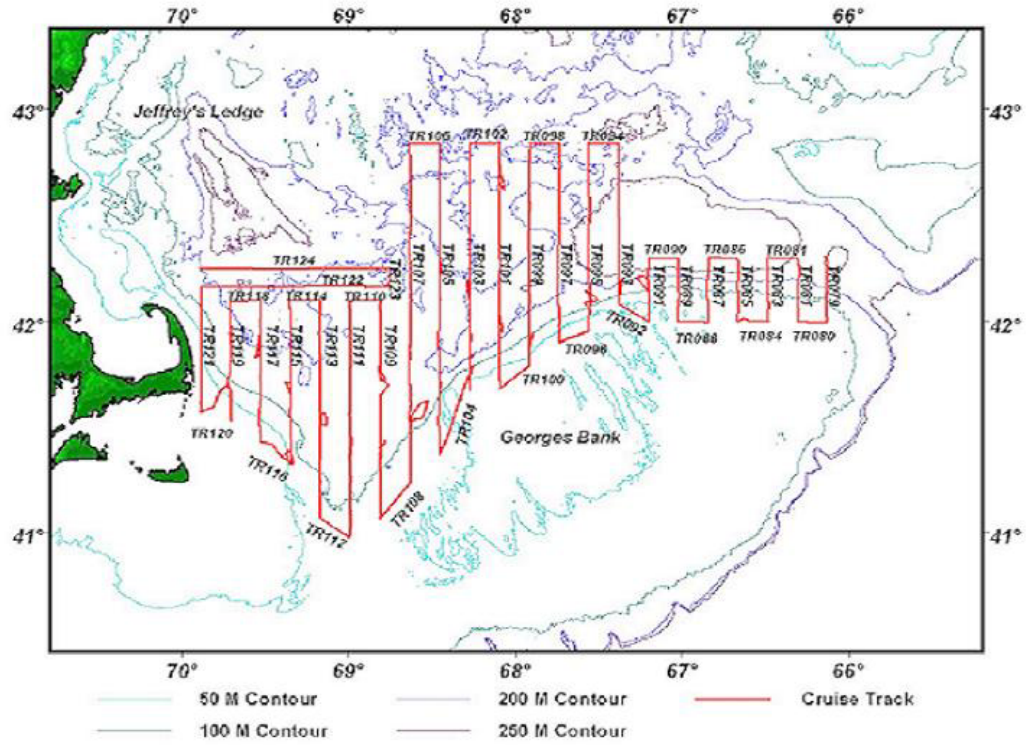 70° 69° 68° 67° 66°
43° 43°
Jeffrey's Ledge
TR106 TR102 TR098 TR094
TR090 TR086 TR081
TR124
TR122
TR123
TR107
TR105
TR103
TR101
TR099
TR097
TR095
TR091
TR089
TR087
TR085
TR083
TR079
42° 42°
TR118 TR114 TR110
TR121
TR119
TR117
TR115
TR113
TR111
TR109
TR092
TR088 TR084 TR080
TR096
TR100
TR104
TR120
Georges Bank
TR116
TR108
TR112
41° 41°
70° 69° 68° 67° 66°
50 M Contour 200 M Contour Cruise Track
100 M Contour 250 M Contour